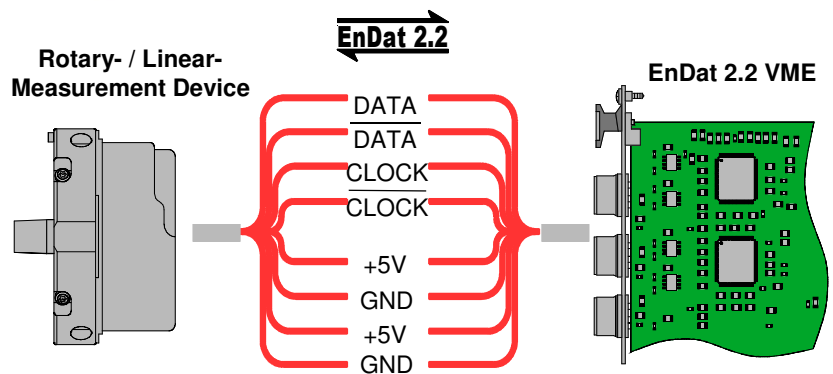 EnDat 2.2
Rotary- / Linear-
Measurement Device
EnDat 2.2 VME
DATA
DATA
CLOCK
CLOCK
+5V
GND
+5V
GND